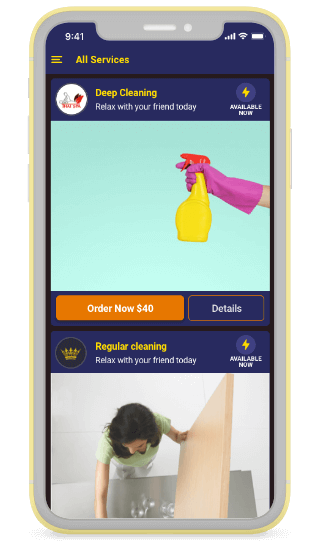 9:41
All Services
Deep Cleaning
Relax with your friend today
AVAILABLE
NOW
Order Now $40
Details
Regular cleaning
Relax with your friend today
AVAILABLE
NOW